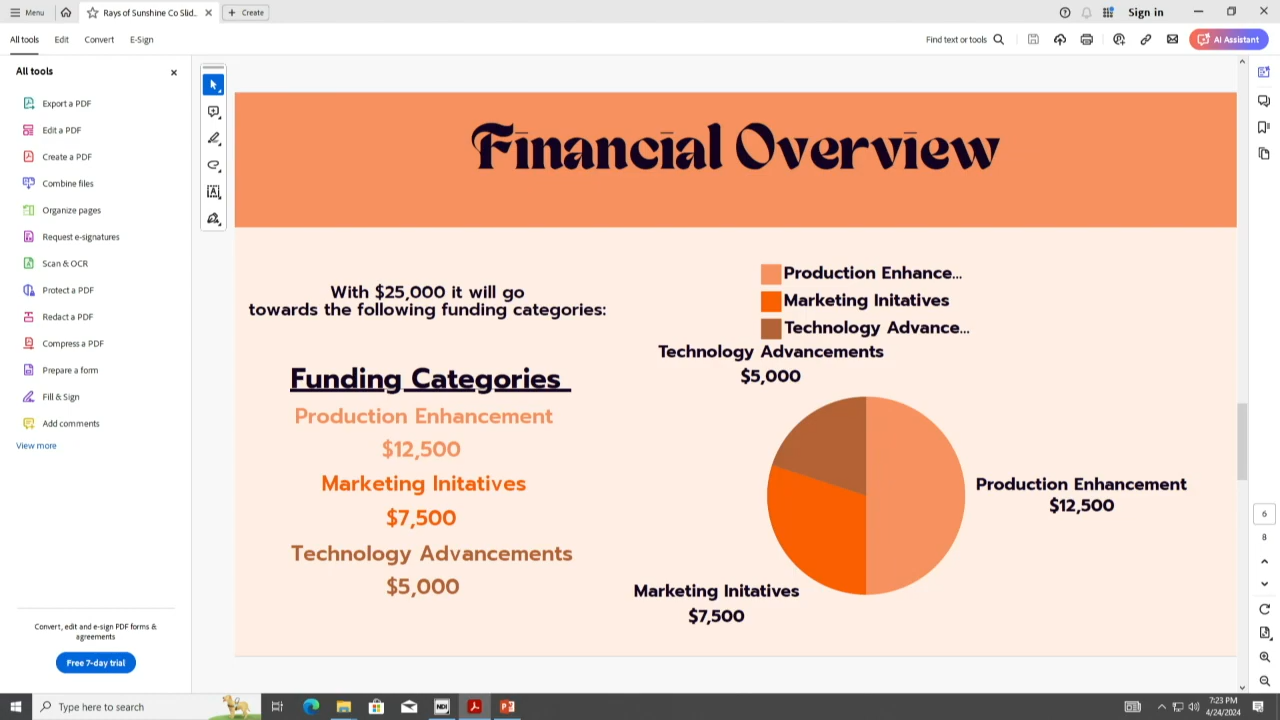 Menu
Rays of Sunshine Co Slid...
Create
Sign in
All tools
Edit
Convert
E-Sign
Find text or tools
AI Assistant
All tools
Export a PDF
Edit a PDF
Create a PDF
Combine files
Organize pages
Request e-signatures
Scan & OCR
Protect a PDF
Redact a PDF
Compress a PDF
Prepare a form
Fill & Sign
Add comments
View more
Convert, edit and e-sign PDF forms &
agreements
Free 7-day trial
Financial Overview
With $25,000 it will go
towards the following funding categories:
Funding Categories
Production Enhancement
$12,500
Marketing Initatives
$7,500
Technology Advancements
$5,000
Production Enhance...
Marketing Initatives
Technology Advance...
Technology Advancements
$5,000
Production Enhancement
$12,500
Marketing Initatives
$7,500
6
8
Type here to search
NDI
7:23 PM
4/24/2024